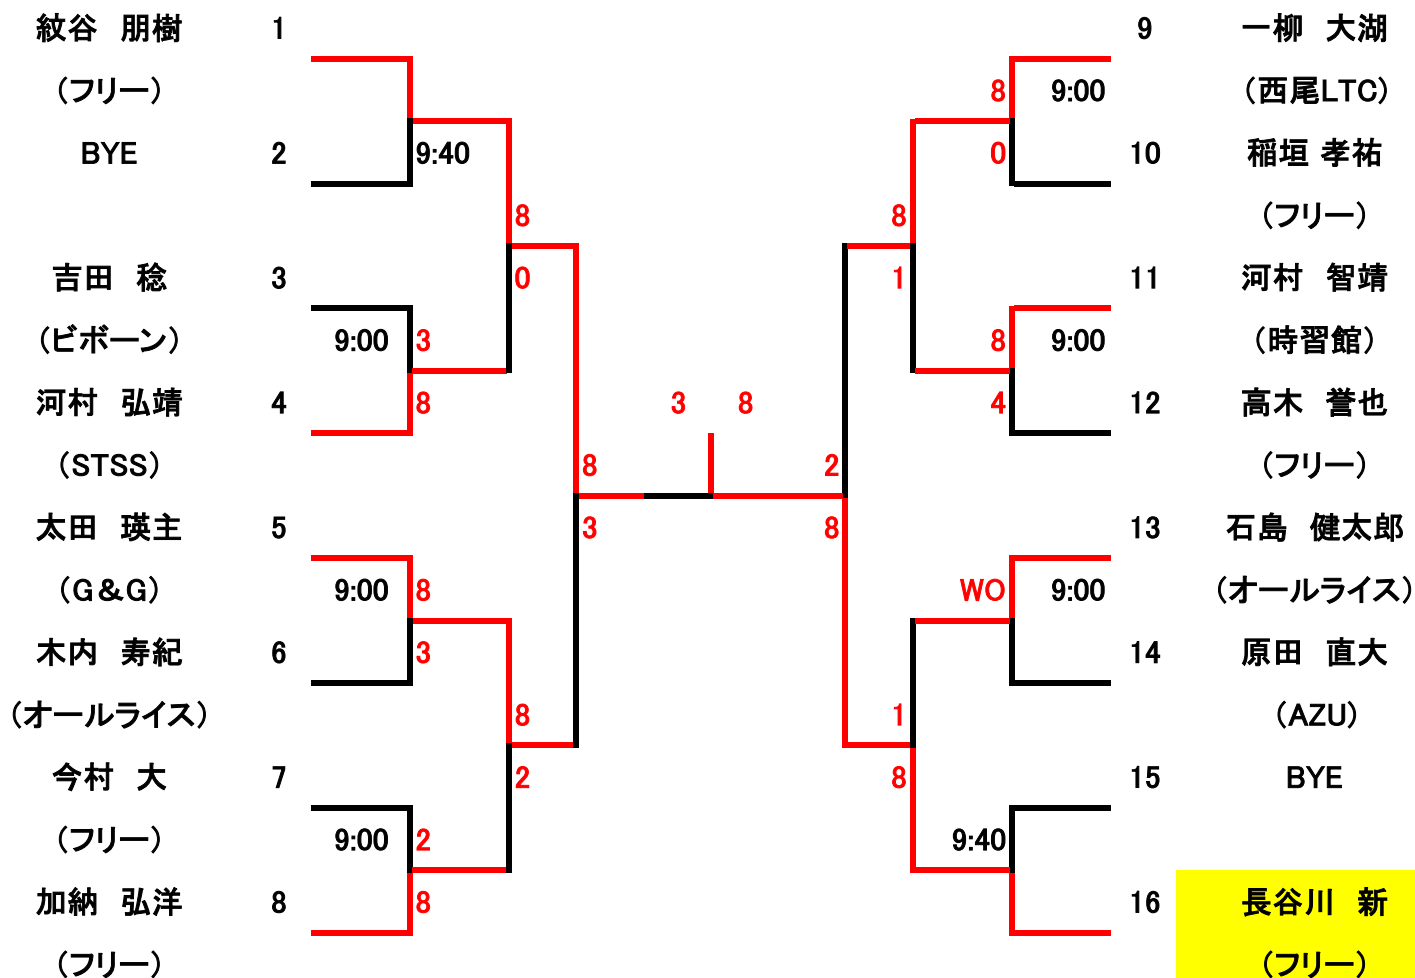 紋谷　朋樹 1 9 一柳　大湖
(フリー) 8 9:00 (西尾LTC)
BYE 2 9:40 0 10 稲垣 孝祐
8 8 (フリー)
吉田　稔 3 0 1 11 河村　智靖
(ビボーン) 9:00 3 8 9:00 (時習館)
河村　弘靖 4 8 3 8 4 12 高木　誉也
(STSS) 8 2 (フリー)
太田　瑛主 5 3 8 13 石島　健太郎
(G&G) 9:00 8 WO 9:00 (オールライス)
木内　寿紀 6 3 14 原田　直大
(オールライス) 8 1 (AZU)
今村　大 7 2 8 15 BYE
(フリー) 9:00 2 9:40
加納　弘洋 8 8 16 長谷川　新
(フリー) (フリー)